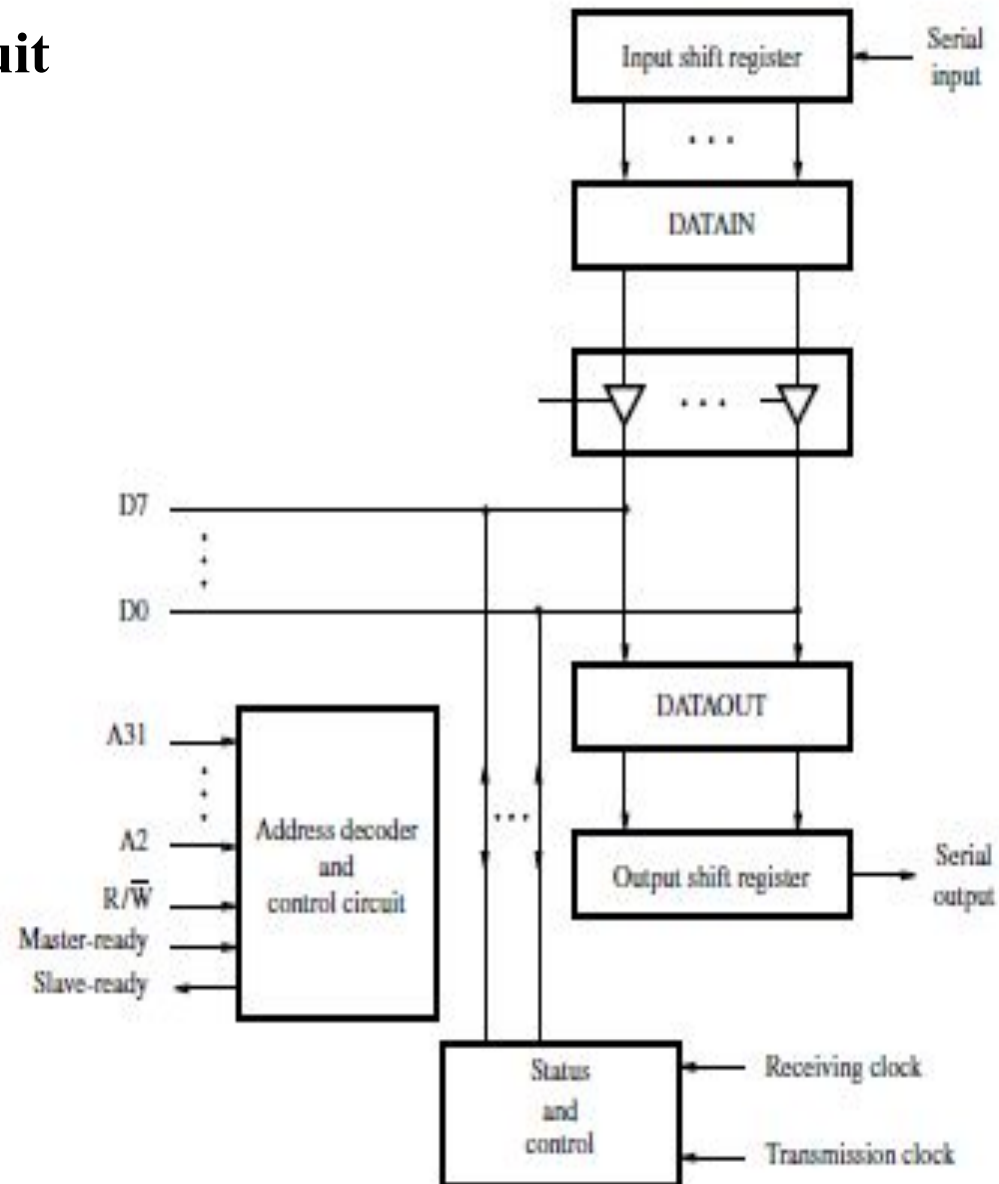 uit
Input shift register
Serial
input
DATAIN
D7
D0
DATAOUT
A31
A2
R/W̅
Master-ready
Slave-ready
Address decoder
and
control circuit
Output shift register
Serial
output
Status
and
control
Receiving clock
Transmission clock